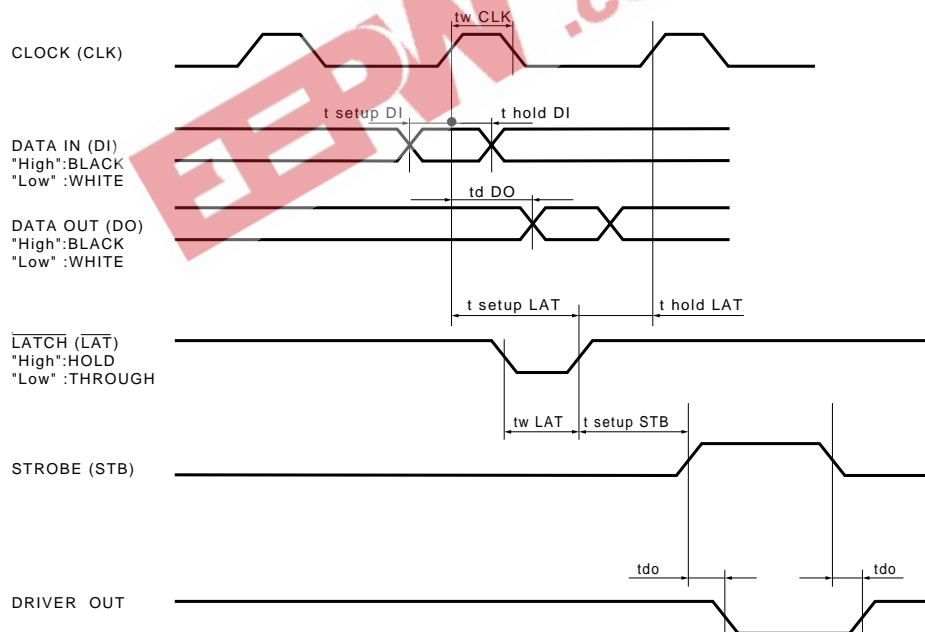 tw CLK
CLOCK (CLK)
t setup DI
t hold DI
DATA IN (DI)
"High":BLACK
"Low" :WHITE
td DO
DATA OUT (DO)
"High":BLACK
"Low" :WHITE
t setup LAT
t hold LAT
LATCH (LAT)
"High":HOLD
"Low" :THROUGH
tw LAT
t setup STB
STROBE (STB)
tdo
tdo
DRIVER OUT
EEPW
.co